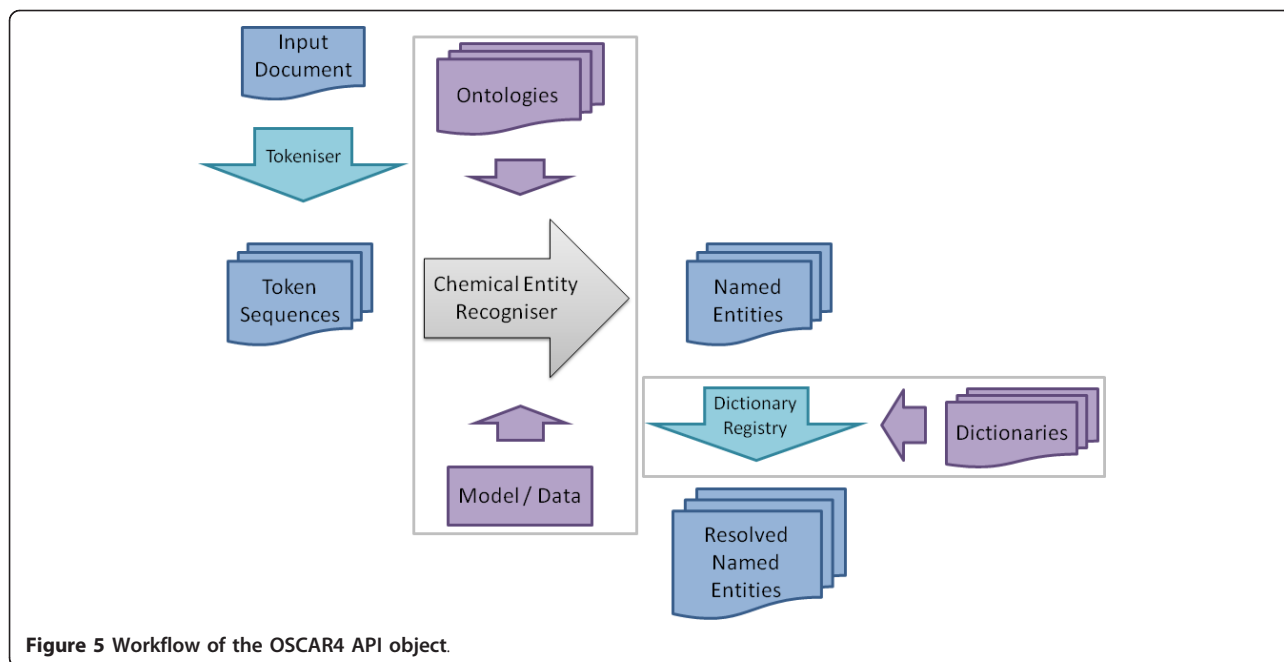 Input
Document
Ontologies
Tokeniser
Token
Sequences
Chemical Entity
Recogniser
Named
Entities
Model / Data
Dictionary
Registry
Dictionaries
Resolved
Named
Entities
Figure 5 Workflow of the OSCAR4 API object.